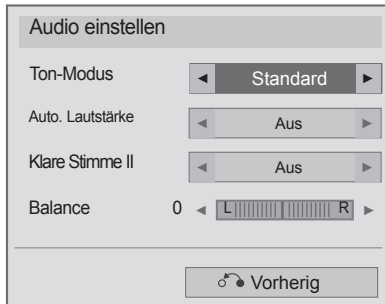 Audio einstellen
Ton-Modus ◄ Standard ►
Auto. Lautstärke ◄ Aus ►
Klare Stimme II ◄ Aus ►
Balance 0 ◄ L R ►
Vorherig